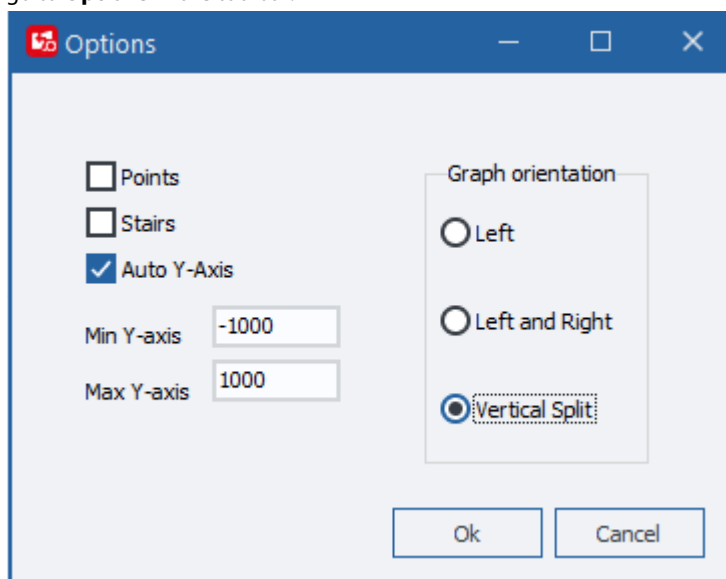 Options
Points
Stairs
Auto Y-Axis
Min Y-axis -1000
Max Y-axis 1000
Graph orientation
Left
Left and Right
Vertical Split
Ok Cancel